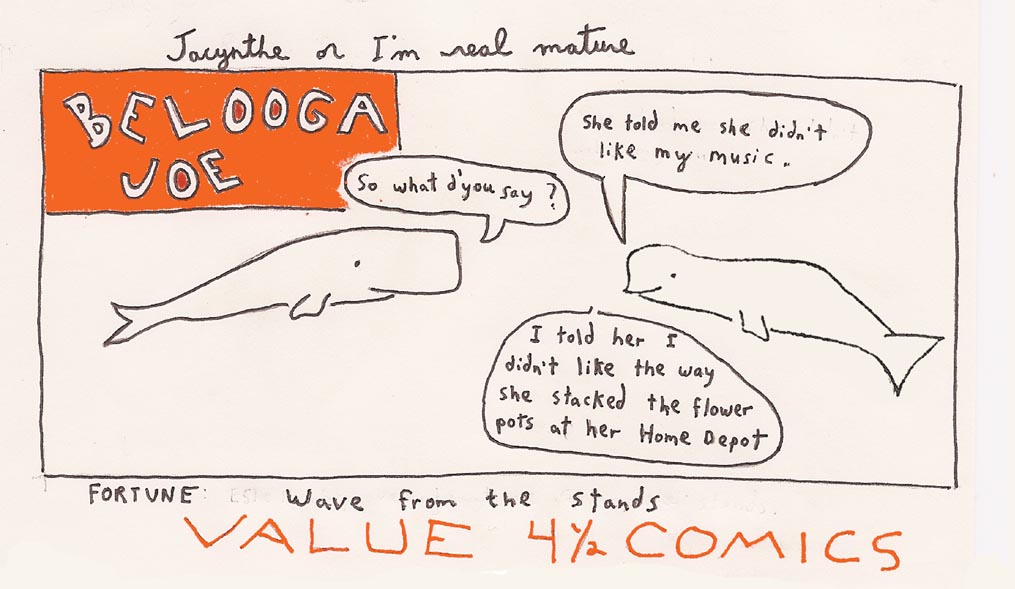 Jacynthe or I'm real mature
BELOOGA
JOE
She told me she didn't
like my music.
So what d'you say?
I told her I
didn't like the way
she stacked the flower
pots at her Home Depot
FORTUNE: Wave from the stands
VALUE 4½ COMICS